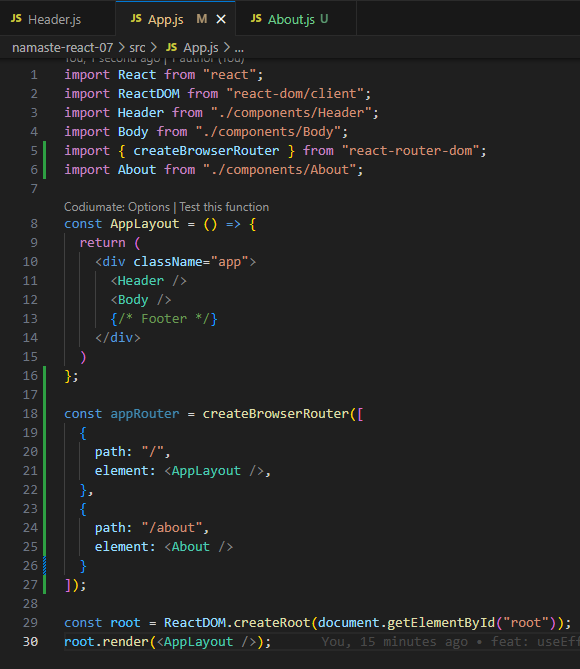 JS Header.js JS App.js M JS About.js U
namaste-react-07 > src > JS App.js > ...
You, 1 second ago | 1 author (You)
1 import React from "react";
2 import ReactDOM from "react-dom/client";
3 import Header from "./components/Header";
4 import Body from "./components/Body";
5 import { createBrowserRouter } from "react-router-dom";
6 import About from "./components/About";
7
Codiumate: Options | Test this function
8 const AppLayout = () => {
9 return (
10 <div className="app">
11 <Header />
12 <Body />
13 {/* Footer */}
14 </div>
15 )
16 };
17
18 const appRouter = createBrowserRouter([
19 {
20 path: "/",
21 element: <AppLayout />,
22 },
23 {
24 path: "/about",
25 element: <About />
26 }
27 ]);
28
29 const root = ReactDOM.createRoot(document.getElementById("root"));
30 root.render(<AppLayout />); You, 15 minutes ago • feat: useEff